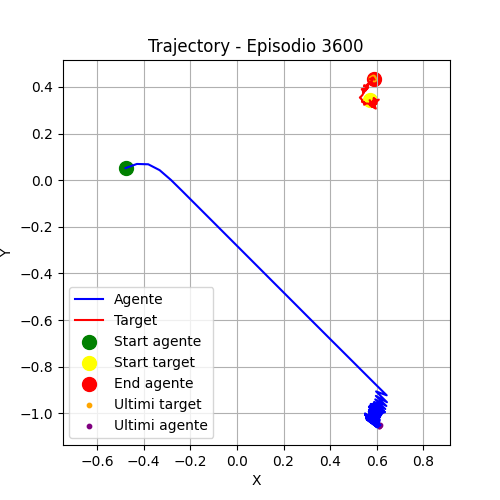 Trajectory - Episodio 3600
Y
0.4
0.2
0.0
−0.2
−0.4
−0.6
−0.8
−1.0
Agente
Target
Start agente
Start target
End agente
Ultimi target
Ultimi agente
−0.6 −0.4 −0.2 0.0 0.2 0.4 0.6 0.8
X